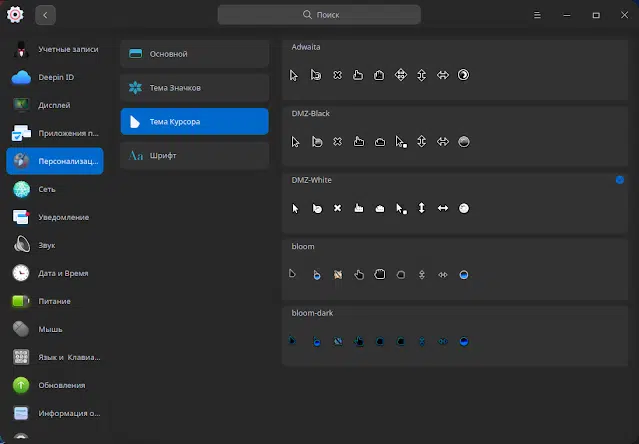 Поиск
Учетные записи
Deepin ID
Дисплей
Приложения п...
Персонализац...
Сеть
Уведомление
Звук
Дата и Время
Питание
Мышь
Язык и Клавиа...
Обновления
Информация о...
Основной
Тема Значков
Тема Курсора
Aa Шрифт
Adwaita
DMZ-Black
DMZ-White
bloom
bloom-dark